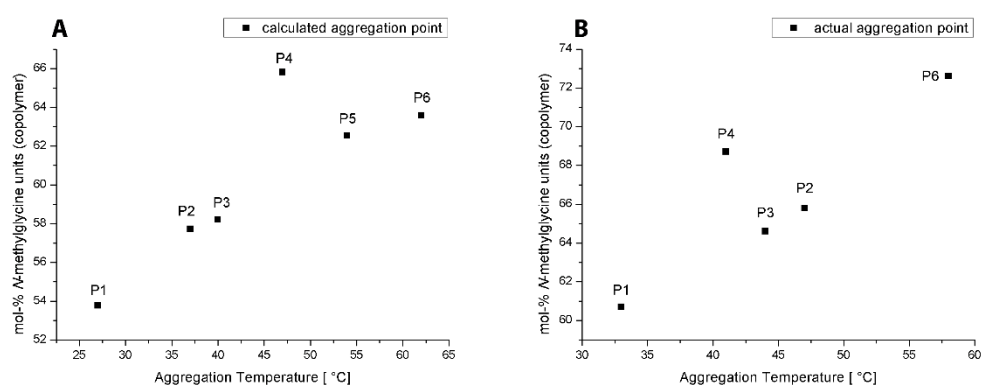 A
calculated aggregation point
mol-% N-methylglycine units (copolymer)
66
64
62
60
58
56
54
52
P1
P2
P3
P4
P5
P6
25 30 35 40 45 50 55 60 65
Aggregation Temperature [ °C]
B
actual aggregation point
mol-% N-methylglycine units (copolymer)
74
72
70
68
66
64
62
60
P1
P4
P3
P2
P6
30 35 40 45 50 55 60
Aggregation Temperature [ °C]